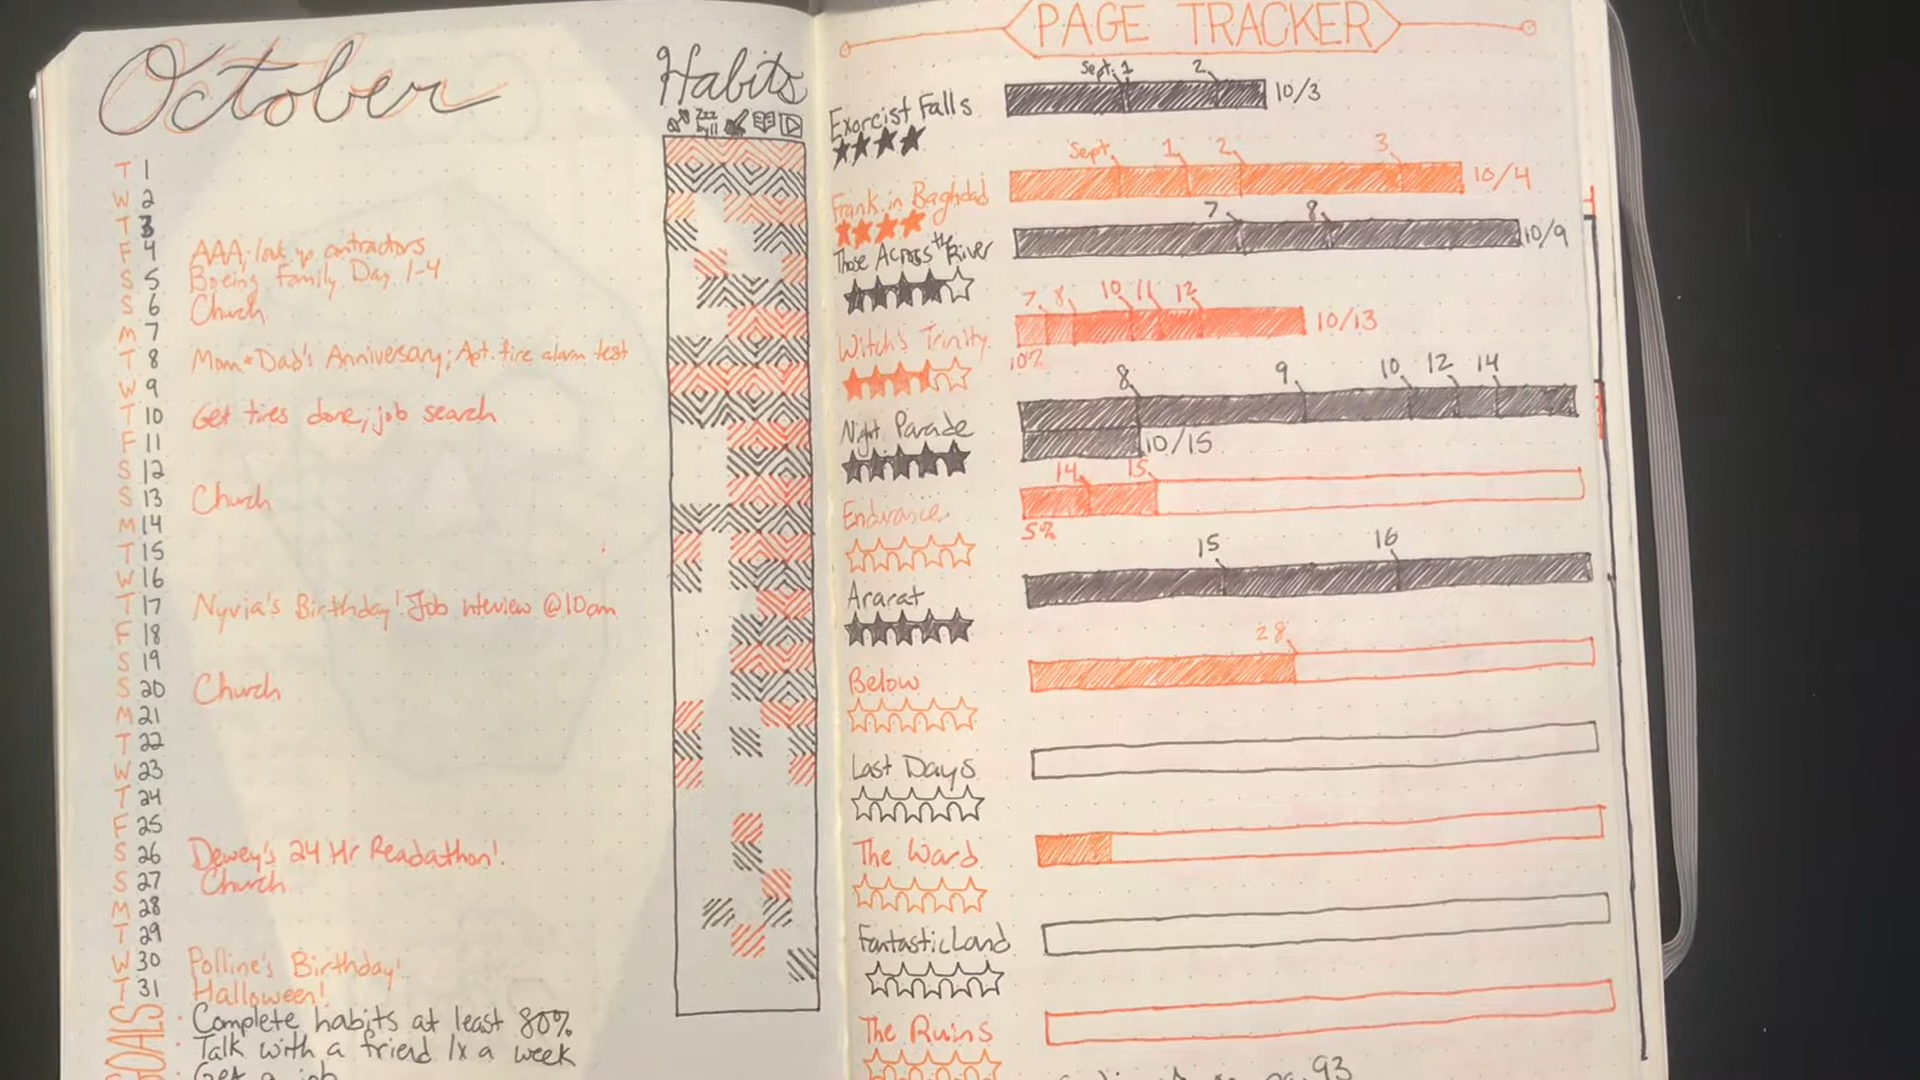 October
Habits
T 1
W 2
T 3
F 4 AAA; look up contractors
S 5 Boeing Family Day 1-4
S 6 Church
M 7
T 8 Mom + Dad's Anniversary; Apt. fire alarm test
W 9
T 10 Get tires done; job search
F 11
S 12
S 13 Church
M 14
T 15
W 16
T 17 Nyvia's Birthday! Job nterview @10am
F 18
S 19
S 20 Church
M 21
T 22
W 23
T 24
F 25
S 26 Dewey's 24 Hr Readathon!
S 27 Church
M 28
T 29
W 30 Polline's Birthday!
T 31 Halloween!
GOALS
Complete habits at least 80%
Talk with a friend 1x a week
Get a job
PAGE TRACKER
Sept. 1 2
Exorcist Falls 10/3
Sept 1 2 3
Frank. in Baghdad 10/4
7 8
Those Across the River 10/9
7 8 10 11 12
Witch's Trinity 10/13
10%
8 9 10 12 14
Night Parade
10/15
14 15
Endurance
5%
15 16
Ararat
28
Below
Last Days
The Ward
FantasticLand
The Ruins
pg. 93